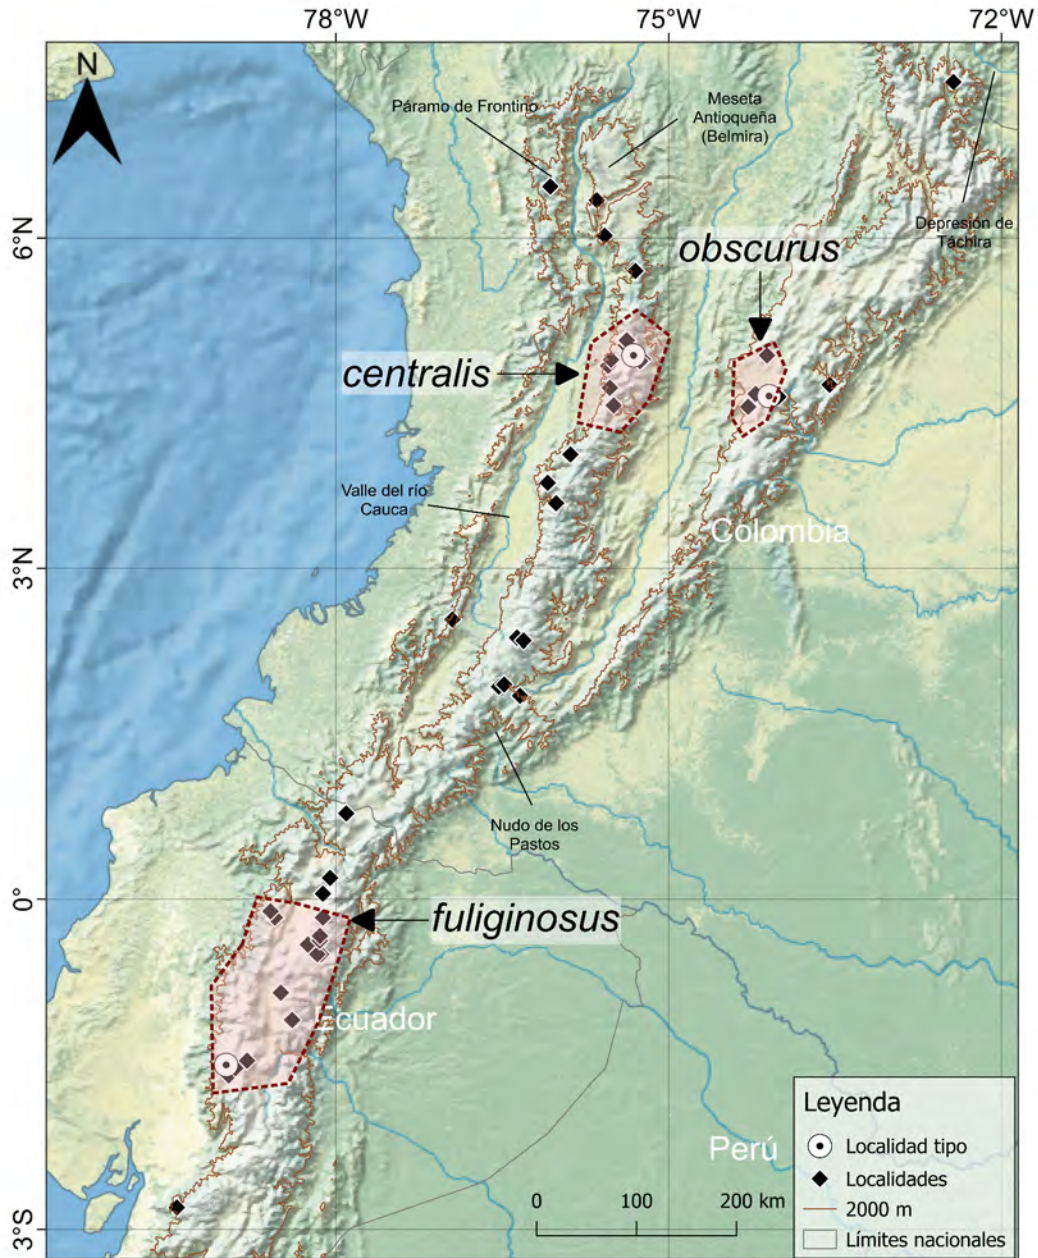 78°W
75°W
72°W
N
Páramo de Frontino
Meseta
Antioqueña
(Belmira)
6°N
Depresión de
Táchira
obscurus
centralis
Valle del río
Cauca
Colombia
3°N
Nudo de los
Pastos
0°
fuliginosus
Ecuador
Perú
3°S
0 100 200 km
Leyenda
Localidad tipo
Localidades
2000 m
Límites nacionales